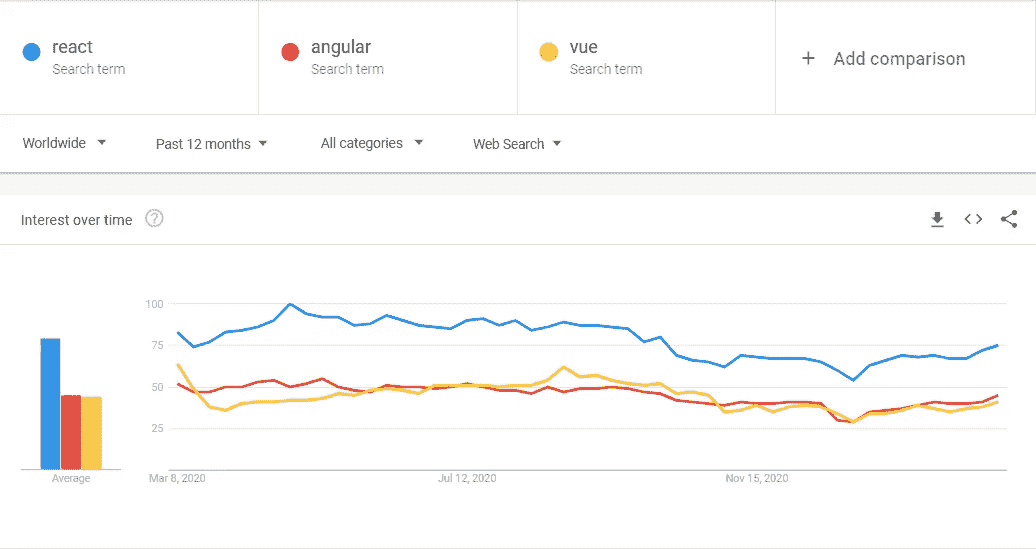 react angular vue + Add comparison
Search term Search term Search term
Worldwide Past 12 months All categories Web Search
Interest over time ?
100
75
50
25
Average Mar 8, 2020 Jul 12, 2020 Nov 15, 2020